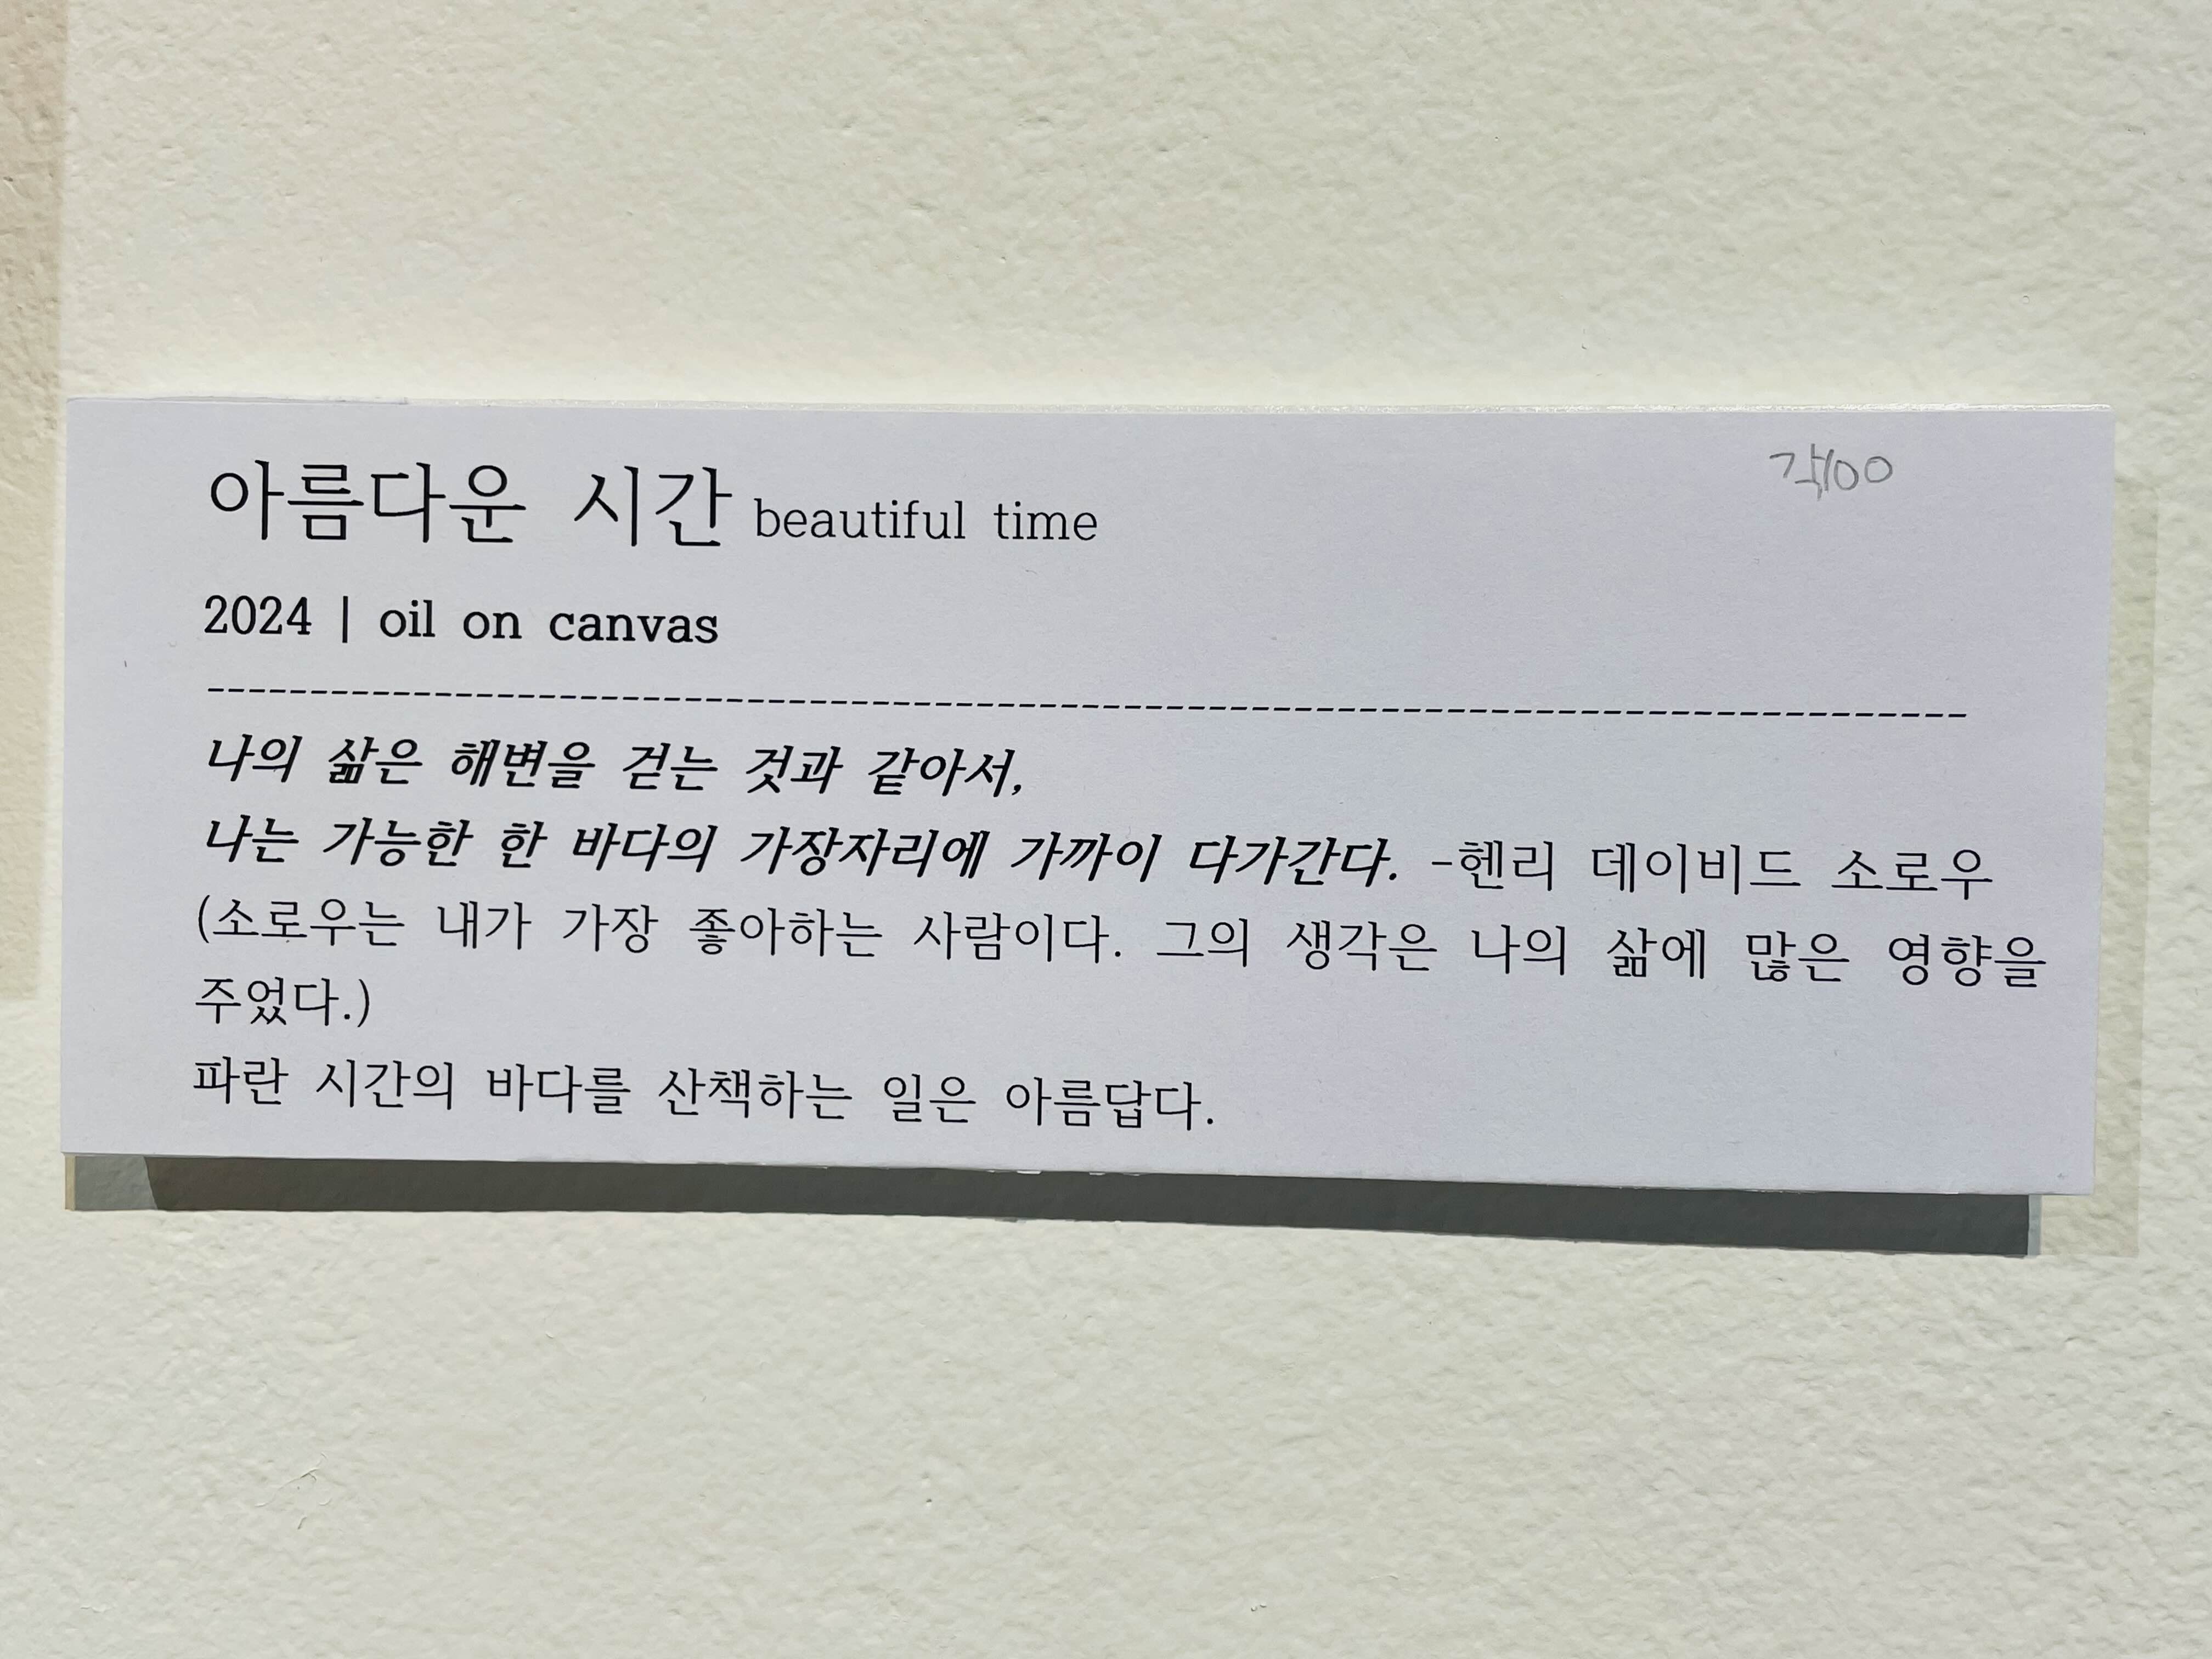 아름다운 시간 beautiful time
각100
2024 | oil on canvas
나의 삶은 해변을 걷는 것과 같아서,
나는 가능한 한 바다의 가장자리에 가까이 다가간다. -헨리 데이비드 소로우
(소로우는 내가 가장 좋아하는 사람이다. 그의 생각은 나의 삶에 많은 영향을
주었다.)
파란 시간의 바다를 산책하는 일은 아름답다.